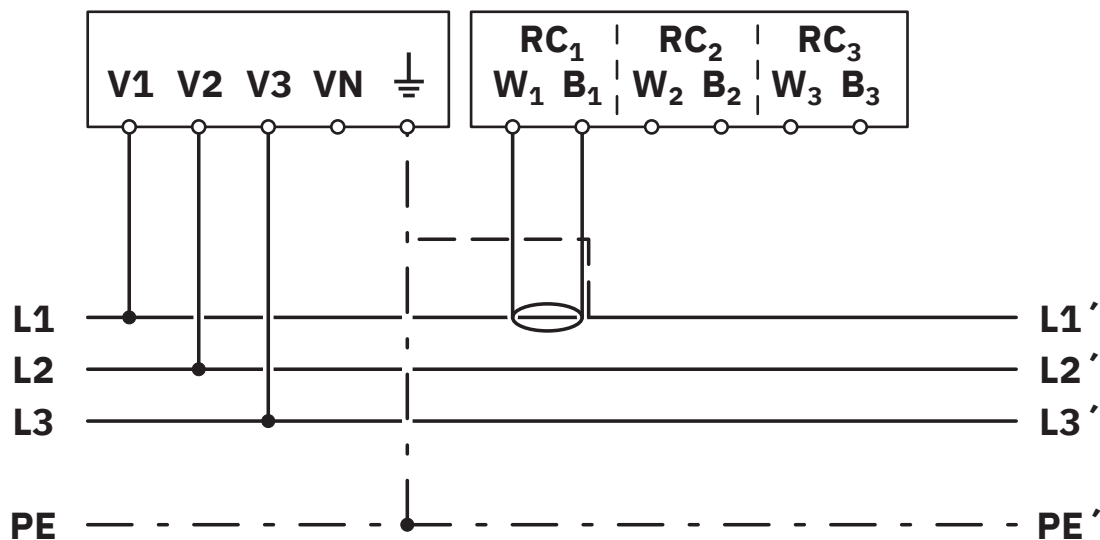 RC₁ RC₂ RC₃
V1 V2 V3 VN W₁ B₁ W₂ B₂ W₃ B₃
L1 L1′
L2 L2′
L3 L3′
PE PE′